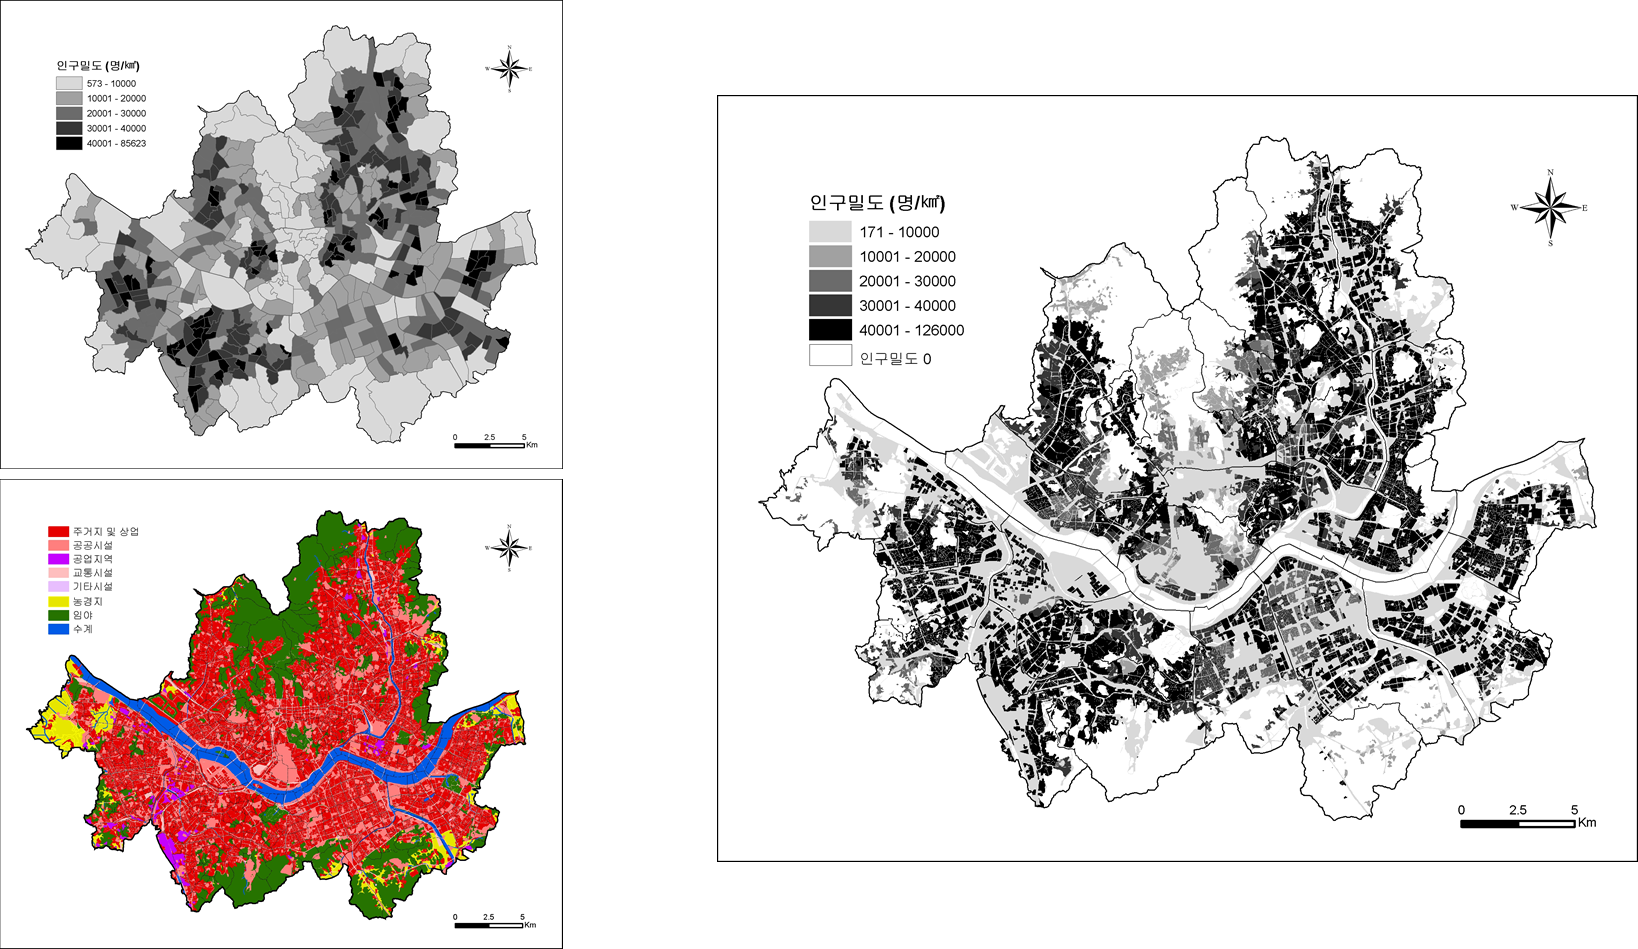 인구밀도 (명/㎢)
573 - 10000
10001 - 20000
20001 - 30000
30001 - 40000
40001 - 85623
N
W
E
S
0
2.5
5
Km
주거지 및 상업
공공시설
공업지역
교통시설
기타시설
농경지
임야
수계
N
W
E
S
0
2.5
5
Km
인구밀도 (명/㎢)
171 - 10000
10001 - 20000
20001 - 30000
30001 - 40000
40001 - 126000
인구밀도 0
N
W
E
S
0
2.5
5
Km